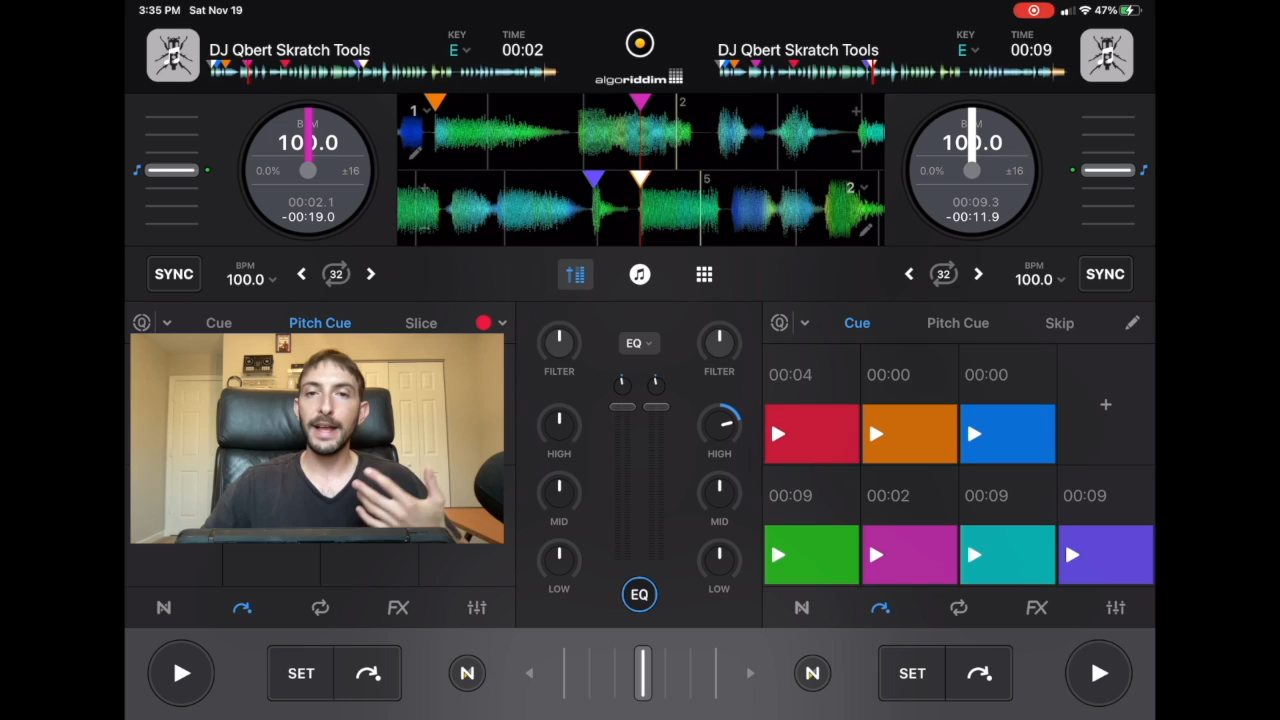 3:35 PM Sat Nov 19
47%
DJ Qbert Skratch Tools
KEY
E
TIME
00:02
algoriddim
DJ Qbert Skratch Tools
KEY
E
TIME
00:09
BPM
100.0
0.0% ±16
00:02.1
-00:19.0
1
2
5
2
BPM
100.0
0.0% ±16
00:09.3
-00:11.9
SYNC
BPM
100.0
32
32
BPM
100.0
SYNC
Q
Cue
Pitch Cue
Slice
FILTER
HIGH
MID
LOW
EQ
EQ
FILTER
HIGH
MID
LOW
Q
Cue
Pitch Cue
Skip
00:04
00:00
00:00
00:09
00:02
00:09
00:09
N
FX
N
FX
SET
N
N
SET